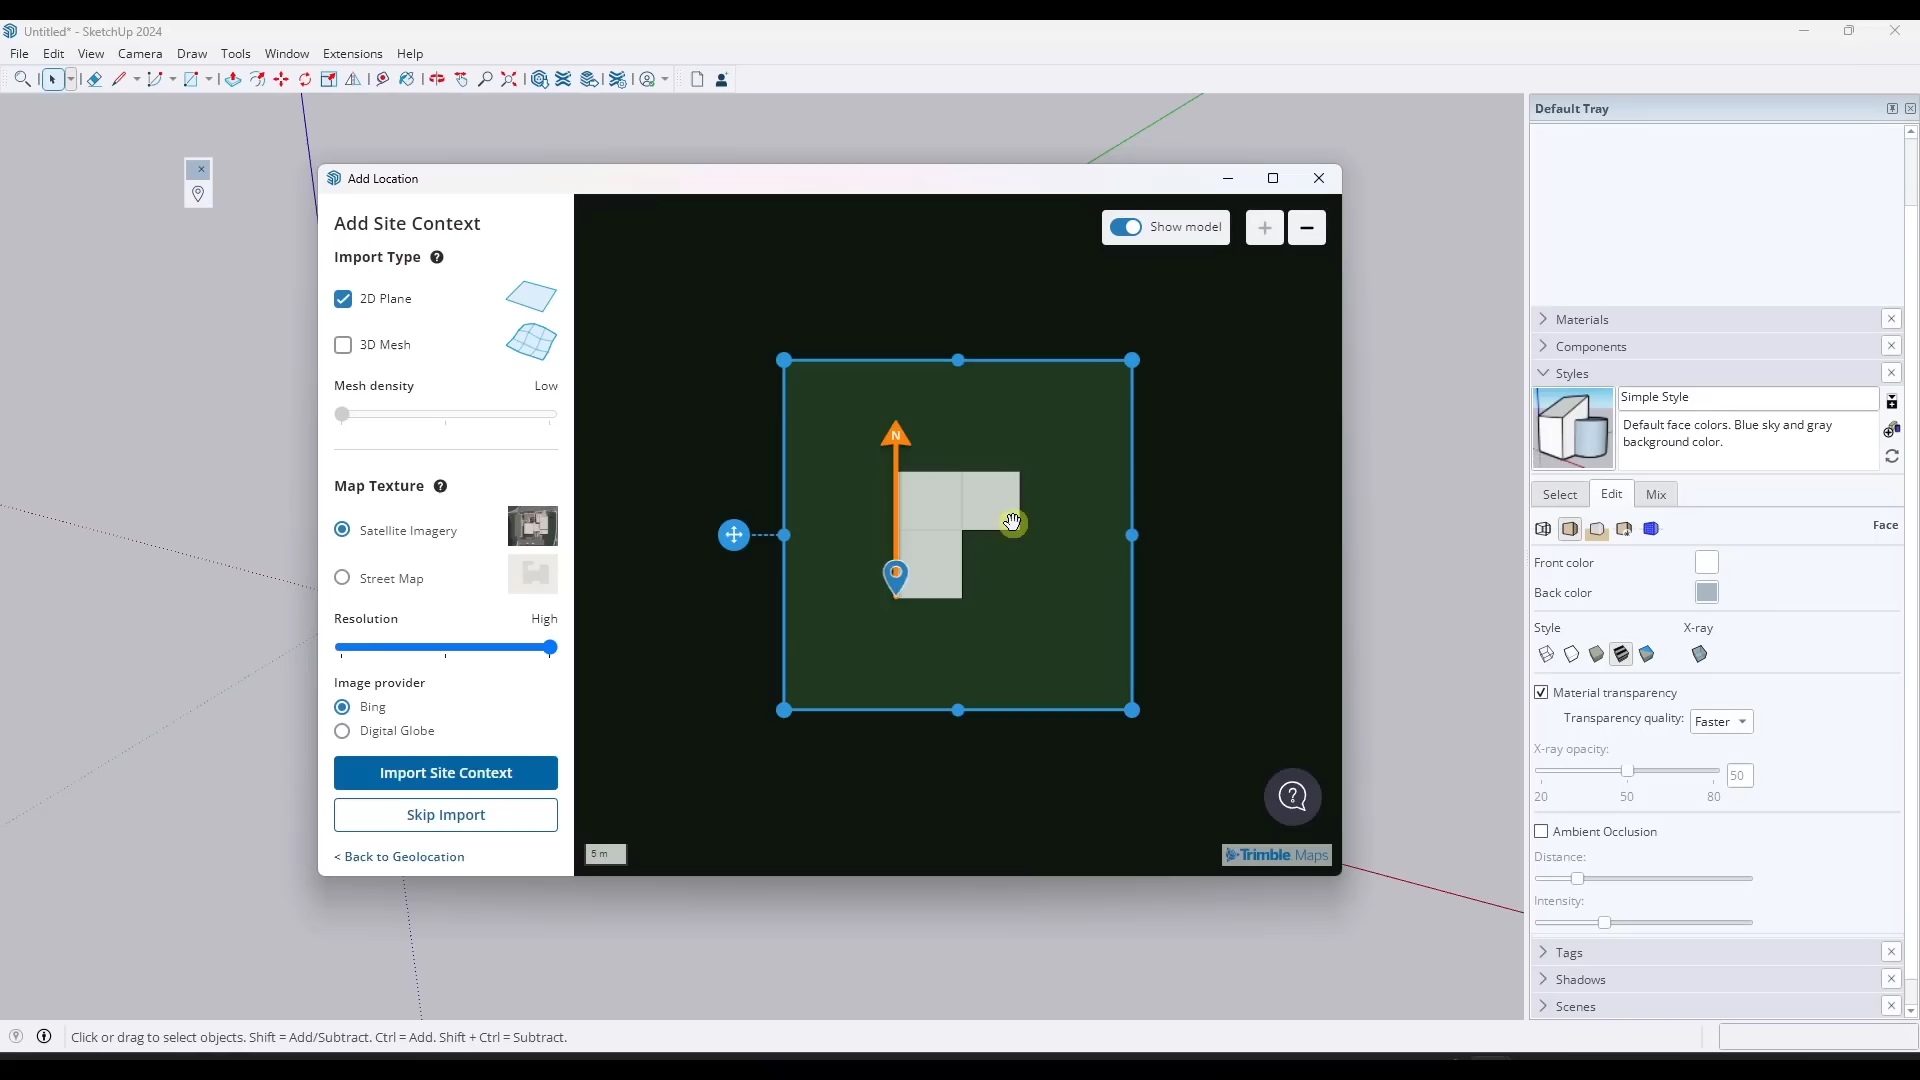 Untitled* - SketchUp 2024
File Edit View Camera Draw Tools Window Extensions Help
Default Tray
Add Location
Add Site Context
Import Type
2D Plane
3D Mesh
Mesh density Low
Map Texture
Satellite Imagery
Street Map
Resolution High
Image provider
Bing
Digital Globe
Import Site Context
Skip Import
< Back to Geolocation
Show model
N
5 m
Trimble Maps
Materials
Components
Styles
Simple Style
Default face colors. Blue sky and gray
background color.
Select Edit Mix
Face
Front color
Back color
Style X-ray
Material transparency
Transparency quality: Faster
X-ray opacity:
50
20 50 80
Ambient Occlusion
Distance:
Intensity:
Tags
Shadows
Scenes
Click or drag to select objects. Shift = Add/Subtract. Ctrl = Add. Shift + Ctrl = Subtract.